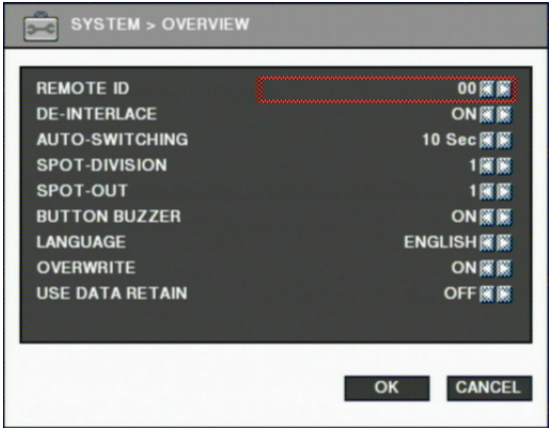 SYSTEM > OVERVIEW
REMOTE ID 00
DE-INTERLACE ON
AUTO-SWITCHING 10 Sec
SPOT-DIVISION 1
SPOT-OUT 1
BUTTON BUZZER ON
LANGUAGE ENGLISH
OVERWRITE ON
USE DATA RETAIN OFF
OK CANCEL